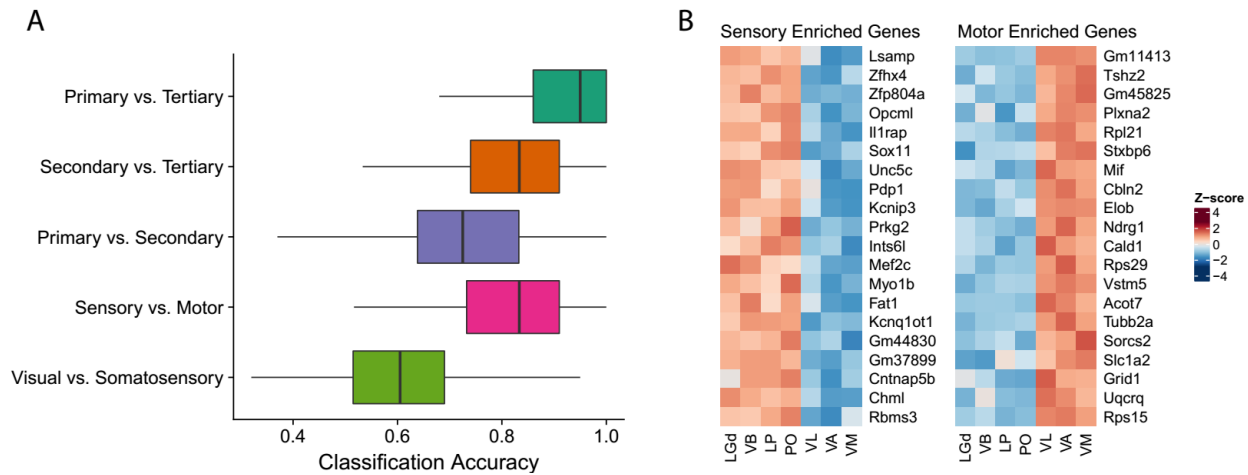 A
Primary vs. Tertiary
Secondary vs. Tertiary
Primary vs. Secondary
Sensory vs. Motor
Visual vs. Somatosensory
0.4 0.6 0.8 1.0
Classification Accuracy
B
Sensory Enriched Genes
Lsamp
Zfhx4
Zfp804a
Opcml
Il1rap
Sox11
Unc5c
Pdp1
Kcnip3
Prkg2
Ints6l
Mef2c
Myo1b
Fat1
Kcnq1ot1
Gm44830
Gm37899
Cntnap5b
Chml
Rbms3
LGd VB LP PO VL VA VM
Motor Enriched Genes
Gm11413
Tshz2
Gm45825
Plxna2
Rpl21
Stxbp6
Mif
Cbln2
Elob
Ndrg1
Cald1
Rps29
Vstm5
Acot7
Tubb2a
Sorcs2
Slc1a2
Grid1
Uqcrq
Rps15
LGd VB LP PO VL VA VM
Z−score
4
2
0
−2
−4